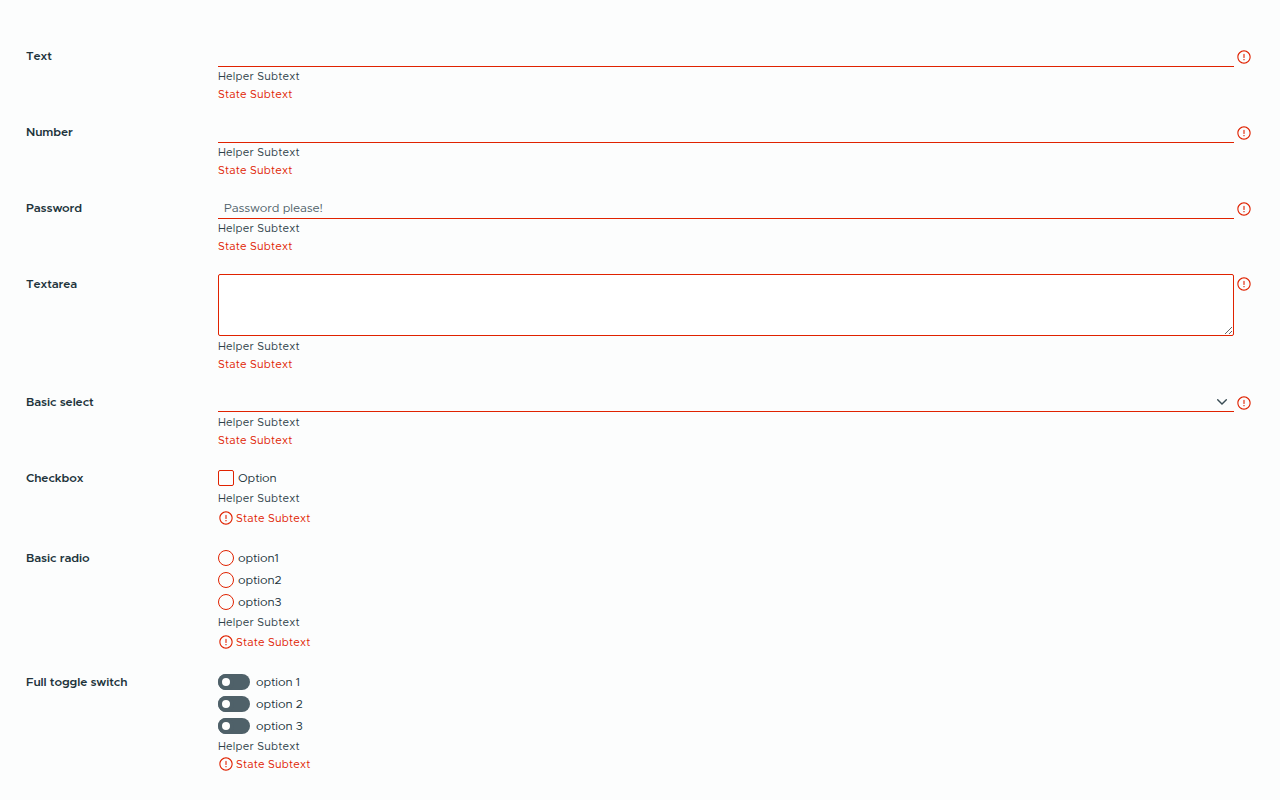 Text
Helper Subtext
State Subtext
Number
Helper Subtext
State Subtext
Password
Password please!
Helper Subtext
State Subtext
Textarea
Helper Subtext
State Subtext
Basic select
Helper Subtext
State Subtext
Checkbox
Option
Helper Subtext
State Subtext
Basic radio
option1
option2
option3
Helper Subtext
State Subtext
Full toggle switch
option 1
option 2
option 3
Helper Subtext
State Subtext